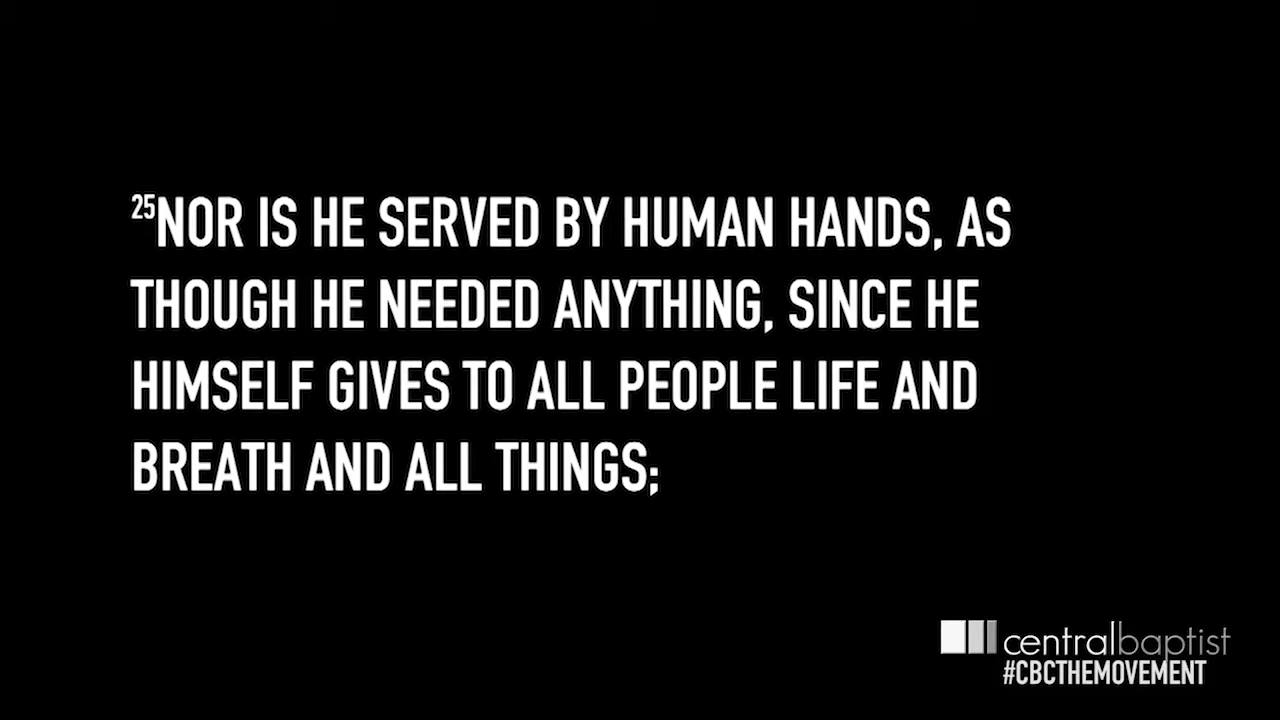 25NOR IS HE SERVED BY HUMAN HANDS, AS
THOUGH HE NEEDED ANYTHING, SINCE HE
HIMSELF GIVES TO ALL PEOPLE LIFE AND
BREATH AND ALL THINGS;
centralbaptist
#CBCTHEMOVEMENT